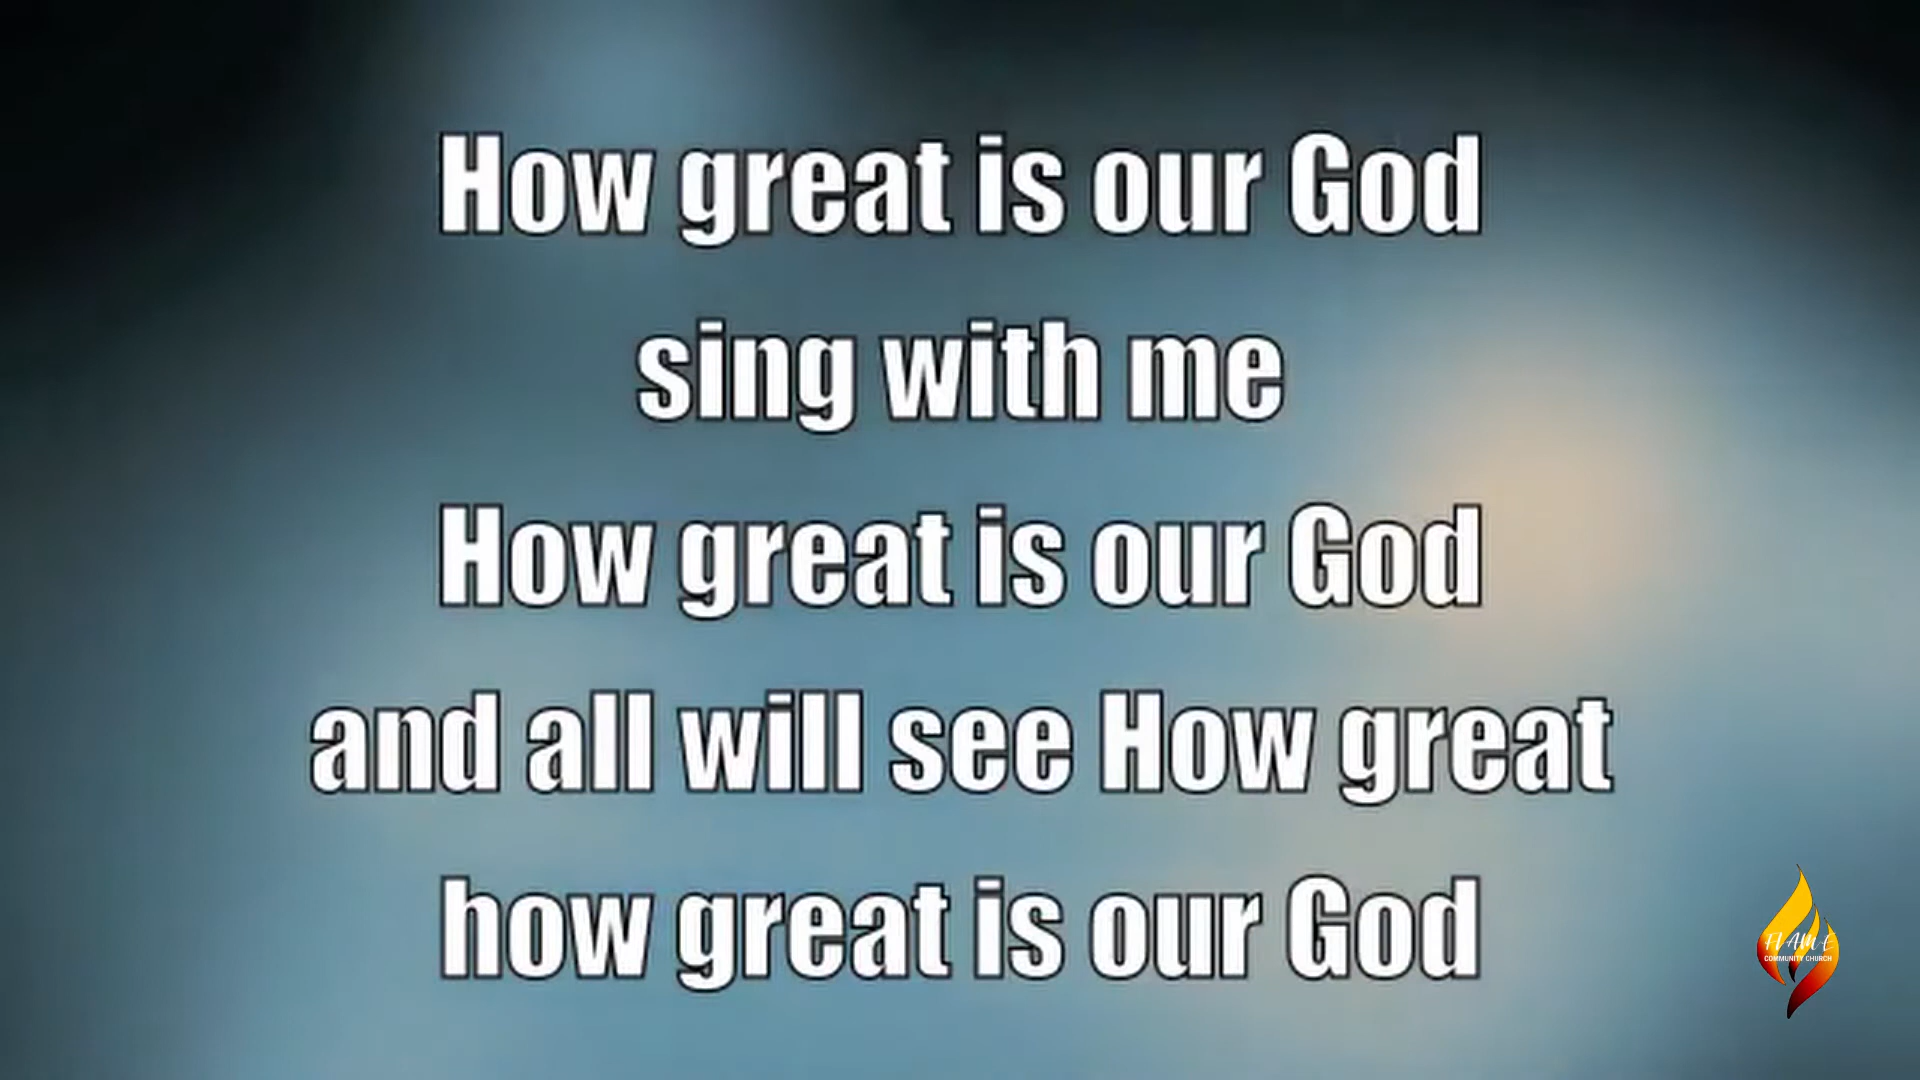 How great is our God
sing with me
How great is our God
and all will see How great
how great is our God
FLAME
COMMUNITY CHURCH